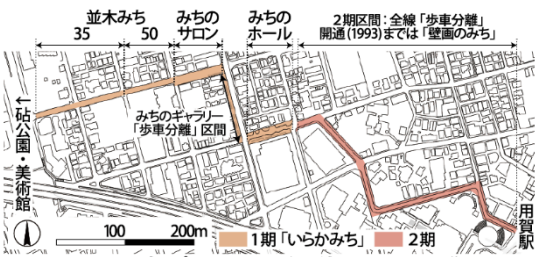 並木みち
35
50
みちの
サロン
みちの
ホール
2期区間:全線「歩車分離」
開通(1993)までは「壁画のみち」
みちのギャラリー
「歩車分離」区間
←砧公園・美術館
用賀駅
100
200m
1期「いらかみち」
2期